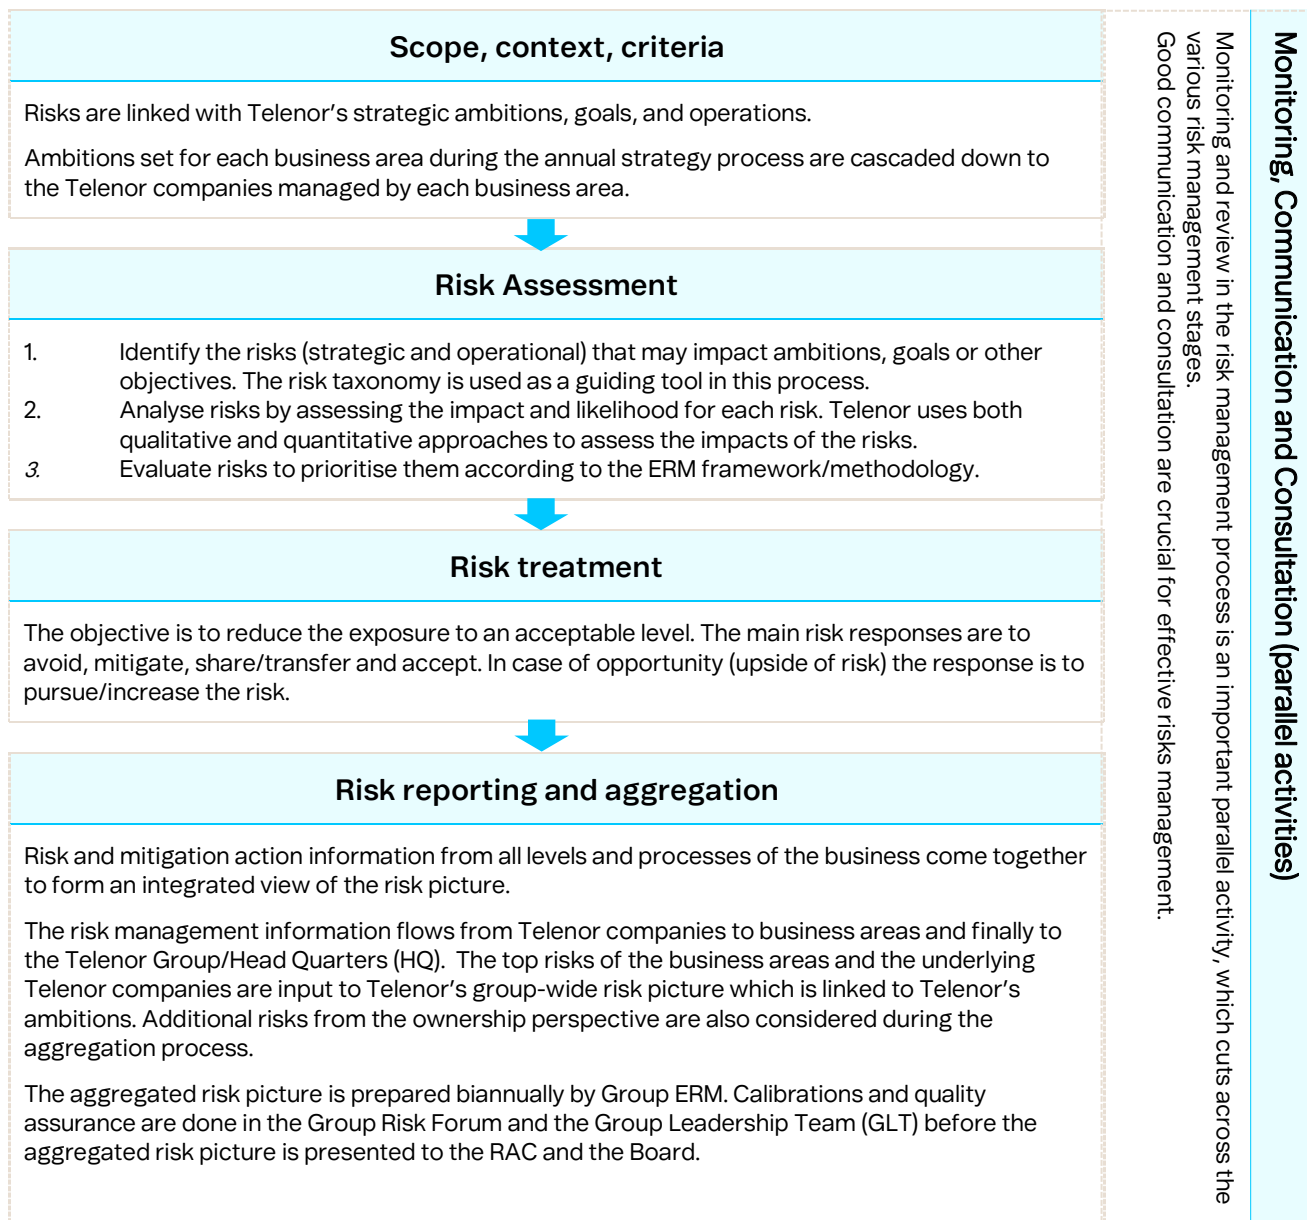 Scope, context, criteria
Risks are linked with Telenor’s strategic ambitions, goals, and operations.
Ambitions set for each business area during the annual strategy process are cascaded down to
the Telenor companies managed by each business area.
Risk Assessment
1. Identify the risks (strategic and operational) that may impact ambitions, goals or other
objectives. The risk taxonomy is used as a guiding tool in this process.
2. Analyse risks by assessing the impact and likelihood for each risk. Telenor uses both
qualitative and quantitative approaches to assess the impacts of the risks.
3. Evaluate risks to prioritise them according to the ERM framework/methodology.
Risk treatment
The objective is to reduce the exposure to an acceptable level. The main risk responses are to
avoid, mitigate, share/transfer and accept. In case of opportunity (upside of risk) the response is to
pursue/increase the risk.
Risk reporting and aggregation
Risk and mitigation action information from all levels and processes of the business come together
to form an integrated view of the risk picture.
The risk management information flows from Telenor companies to business areas and finally to
the Telenor Group/Head Quarters (HQ). The top risks of the business areas and the underlying
Telenor companies are input to Telenor’s group-wide risk picture which is linked to Telenor’s
ambitions. Additional risks from the ownership perspective are also considered during the
aggregation process.
The aggregated risk picture is prepared biannually by Group ERM. Calibrations and quality
assurance are done in the Group Risk Forum and the Group Leadership Team (GLT) before the
aggregated risk picture is presented to the RAC and the Board.
Monitoring, Communication and Consultation (parallel activities)
Monitoring and review in the risk management process is an important parallel activity, which cuts across the
various risk management stages.
Good communication and consultation are crucial for effective risks management.